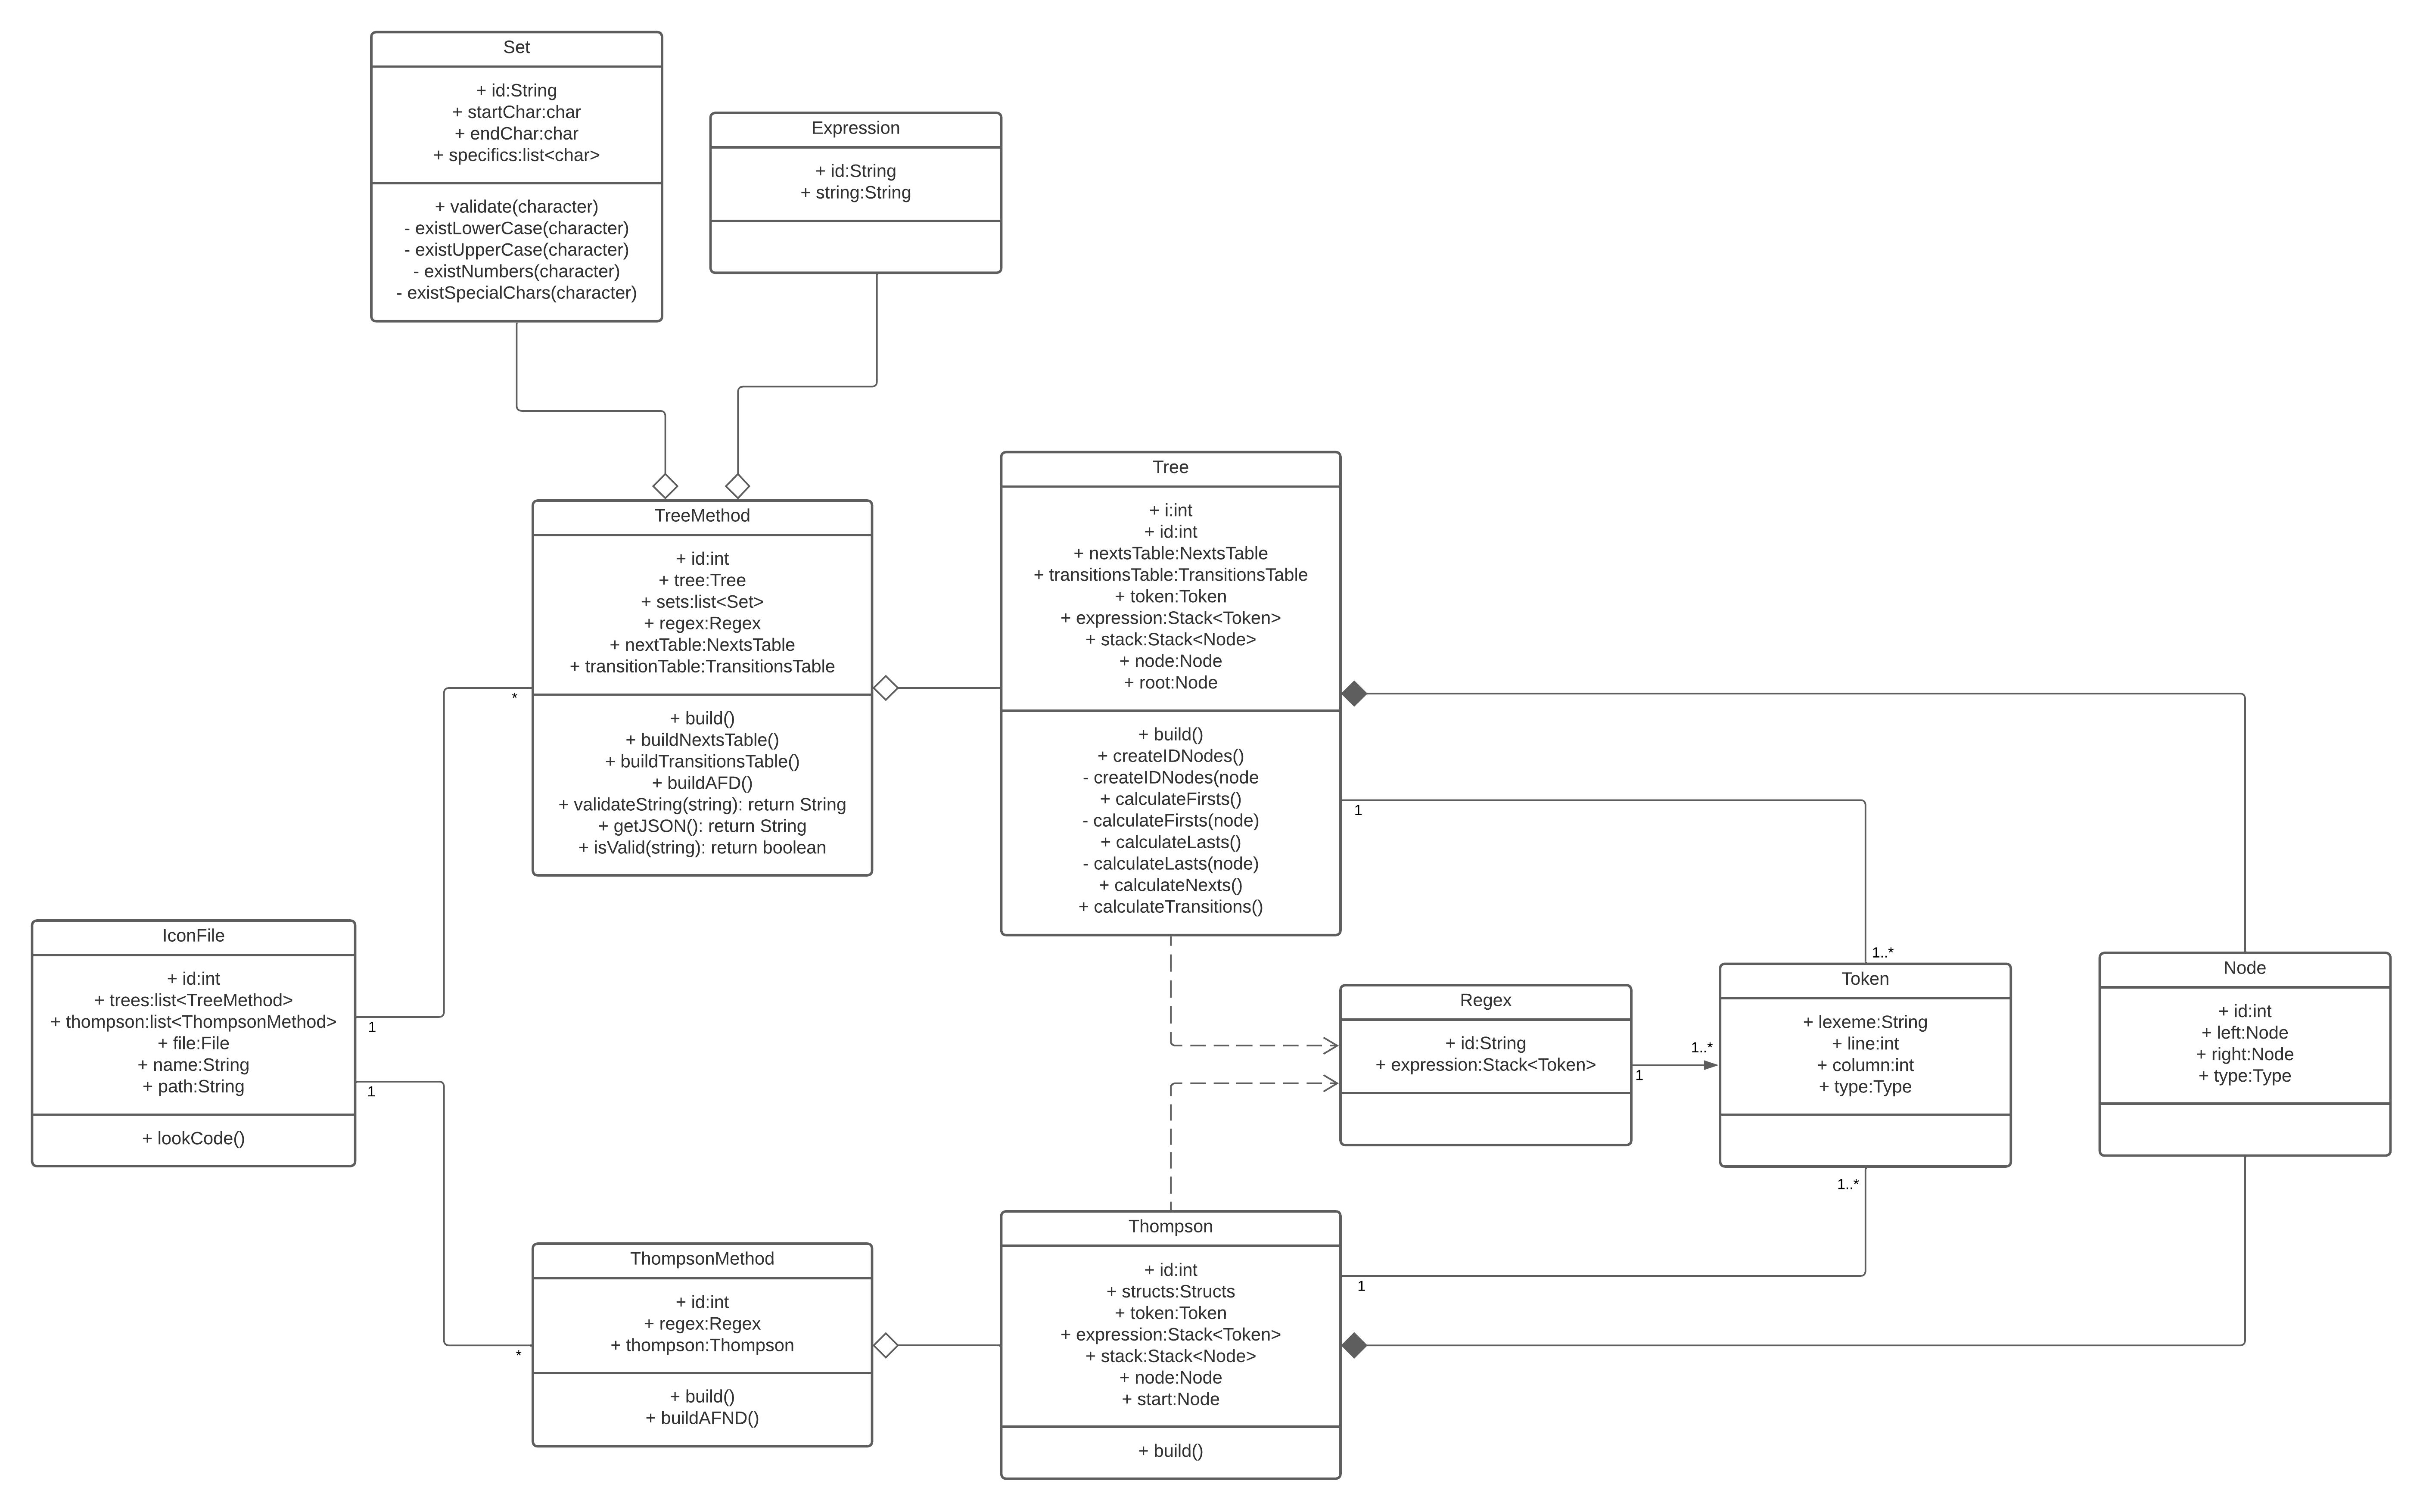 Set
+ id:String
+ startChar:char
+ endChar:char
+ specifics:list<char>
+ validate(character)
- existLowerCase(character)
- existUpperCase(character)
- existNumbers(character)
- existSpecialChars(character)
Expression
+ id:String
+ string:String
TreeMethod
+ id:int
+ tree:Tree
+ sets:list<Set>
+ regex:Regex
+ nextTable:NextsTable
+ transitionTable:TransitionsTable
+ build()
+ buildNextsTable()
+ buildTransitionsTable()
+ buildAFD()
+ validateString(string): return String
+ getJSON(): return String
+ isValid(string): return boolean
*
Tree
+ i:int
+ id:int
+ nextsTable:NextsTable
+ transitionsTable:TransitionsTable
+ token:Token
+ expression:Stack<Token>
+ stack:Stack<Node>
+ node:Node
+ root:Node
+ build()
+ createIDNodes()
- createIDNodes(node
+ calculateFirsts()
- calculateFirsts(node)
+ calculateLasts()
- calculateLasts(node)
+ calculateNexts()
+ calculateTransitions()
1
1..*
IconFile
+ id:int
+ trees:list<TreeMethod>
+ thompson:list<ThompsonMethod>
+ file:File
+ name:String
+ path:String
+ lookCode()
1
1
Regex
+ id:String
+ expression:Stack<Token>
1
1..*
Token
+ lexeme:String
+ line:int
+ column:int
+ type:Type
1..*
Node
+ id:int
+ left:Node
+ right:Node
+ type:Type
ThompsonMethod
+ id:int
+ regex:Regex
+ thompson:Thompson
+ build()
+ buildAFND()
*
Thompson
+ id:int
+ structs:Structs
+ token:Token
+ expression:Stack<Token>
+ stack:Stack<Node>
+ node:Node
+ start:Node
+ build()
1